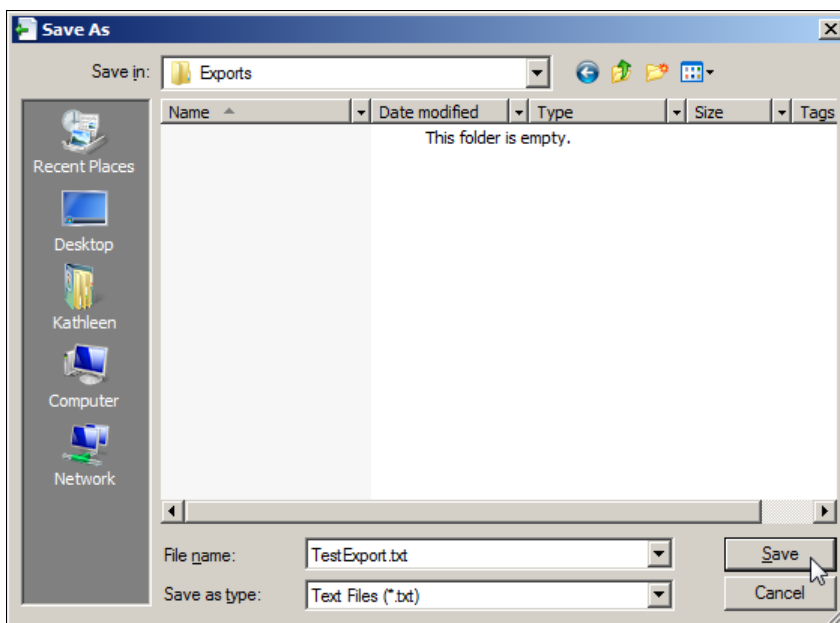 Save As
Save in: Exports
Name Date modified Type Size Tags
This folder is empty.
Recent Places
Desktop
Kathleen
Computer
Network
File name: TestExport.txt Save
Save as type: Text Files (*.txt) Cancel